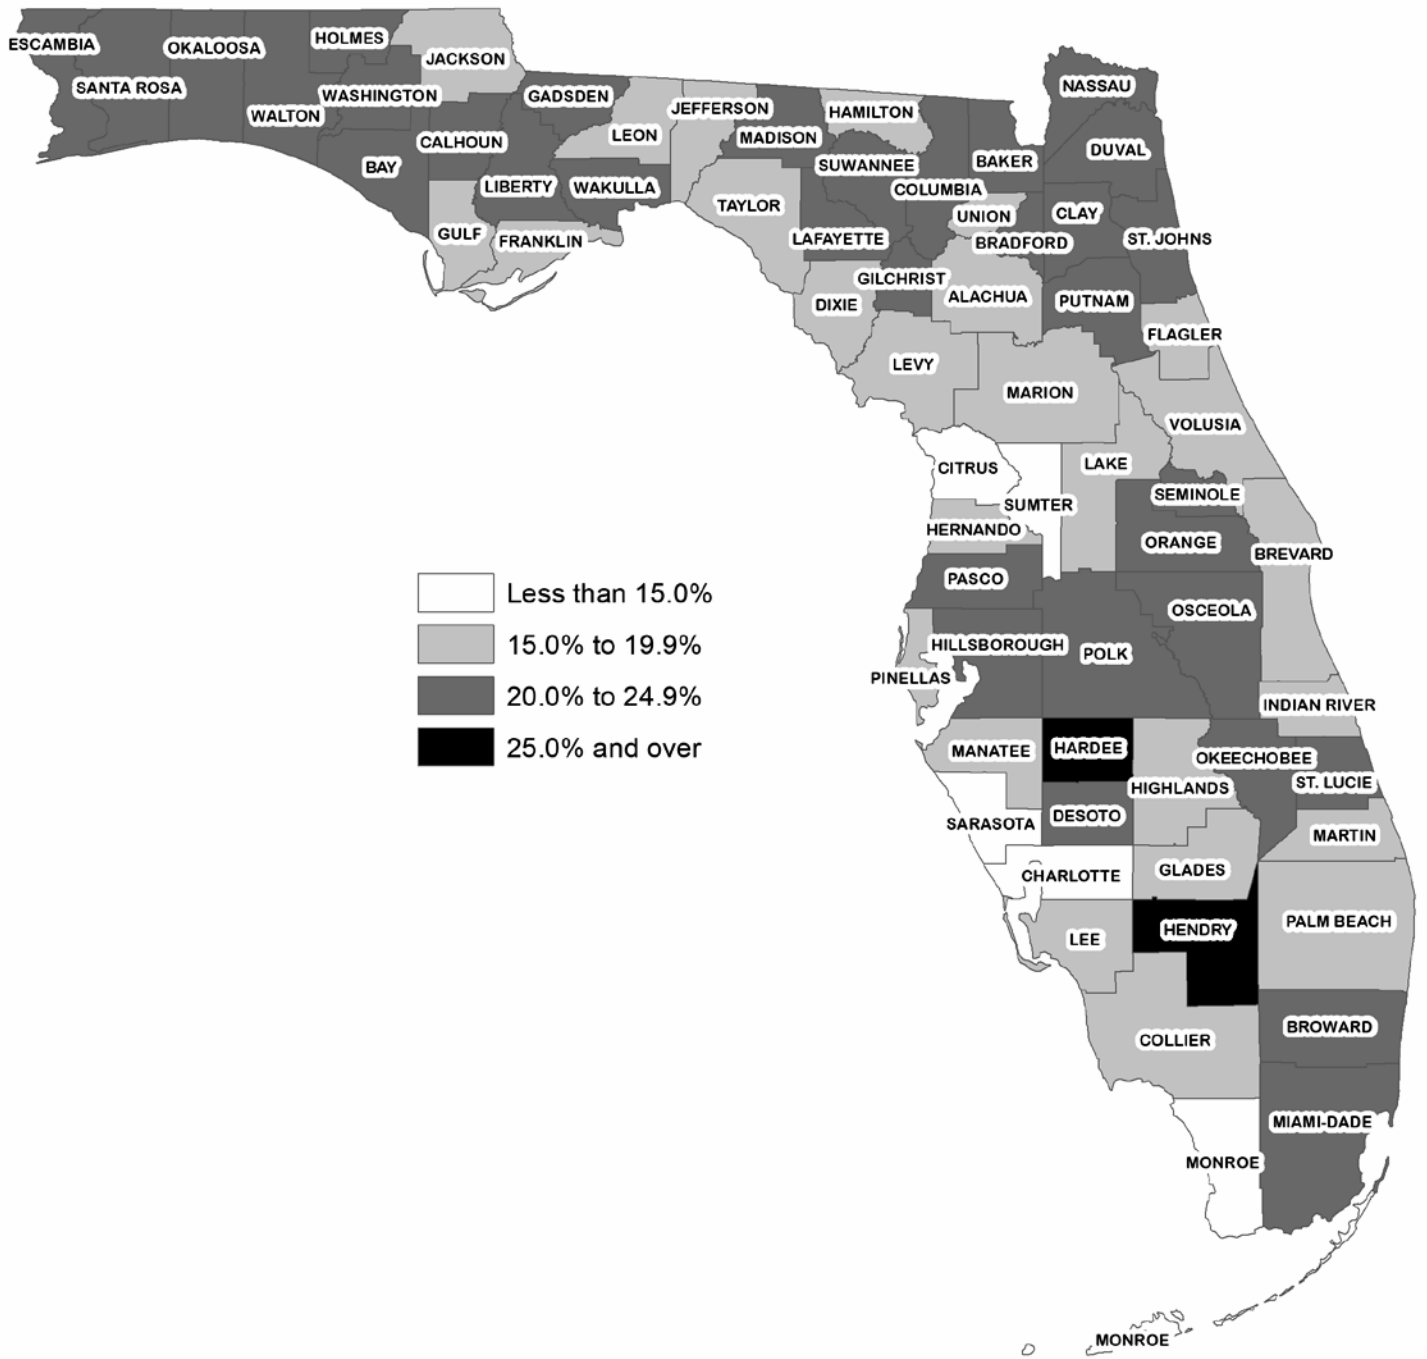 ESCAMBIA
OKALOOSA
HOLMES
JACKSON
SANTA ROSA
WALTON
WASHINGTON
GADSDEN
NASSAU
JEFFERSON
HAMILTON
LEON
MADISON
CALHOUN
BAY
DUVAL
SUWANNEE
BAKER
LIBERTY
WAKULLA
COLUMBIA
TAYLOR
UNION
CLAY
GULF
FRANKLIN
LAFAYETTE
BRADFORD
ST. JOHNS
GILCHRIST
DIXIE
ALACHUA
PUTNAM
FLAGLER
LEVY
MARION
VOLUSIA
CITRUS
LAKE
SUMTER
SEMINOLE
HERNANDO
ORANGE
BREVARD
PASCO
OSCEOLA
HILLSBOROUGH
POLK
PINELLAS
INDIAN RIVER
Less than 15.0%
15.0% to 19.9%
20.0% to 24.9%
25.0% and over
MANATEE
HARDEE
OKEECHOBEE
HIGHLANDS
ST. LUCIE
SARASOTA
DESOTO
MARTIN
CHARLOTTE
GLADES
LEE
HENDRY
PALM BEACH
COLLIER
BROWARD
MIAMI-DADE
MONROE
MONROE